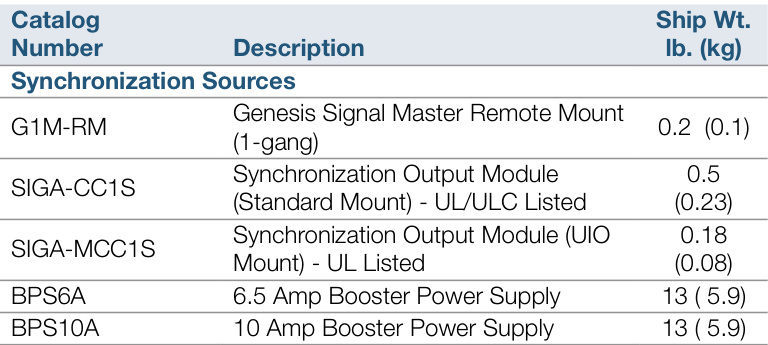 Catalog Number Description Ship Wt. lb. (kg)
Synchronization Sources
G1M-RM Genesis Signal Master Remote Mount (1-gang) 0.2 (0.1)
SIGA-CC1S Synchronization Output Module (Standard Mount) - UL/ULC Listed 0.5 (0.23)
SIGA-MCC1S Synchronization Output Module (UIO Mount) - UL Listed 0.18 (0.08)
BPS6A 6.5 Amp Booster Power Supply 13 ( 5.9)
BPS10A 10 Amp Booster Power Supply 13 ( 5.9)